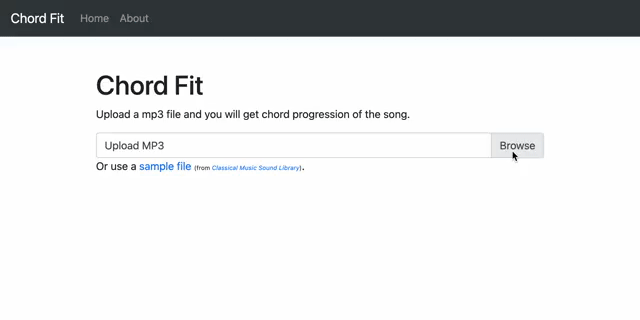 Chord Fit Home About
Chord Fit
Upload a mp3 file and you will get chord progression of the song.
Upload MP3 Browse
Or use a sample file (from Classical Music Sound Library).